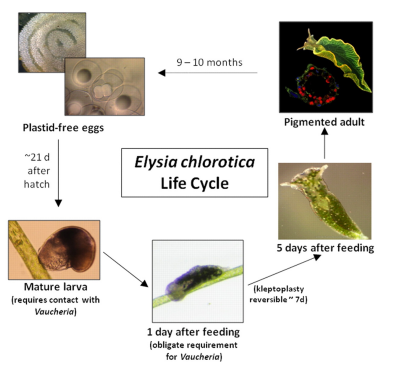 9 – 10 months
Plastid-free eggs
Pigmented adult
~21 d
after
hatch
Elysia chlorotica
Life Cycle
5 days after feeding
Mature larva
(requires contact with
Vaucheria)
(kleptoplasty
reversible ~ 7d)
1 day after feeding
(obligate requirement
for Vaucheria)